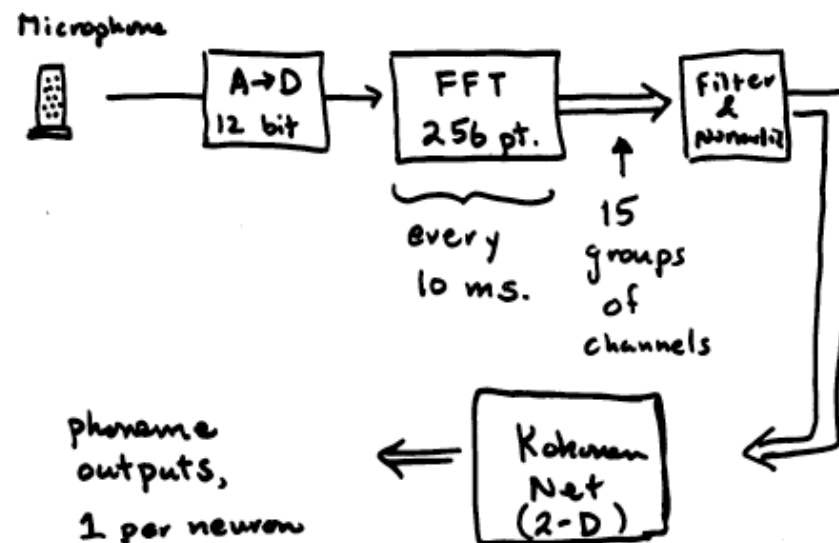 Microphone
A→D
12 bit
FFT
256 pt.
Filter
&
every
10 ms.
15
groups
of
channels
Kohonen
Net
(2-D)
phoneme
outputs,
1 per neuron